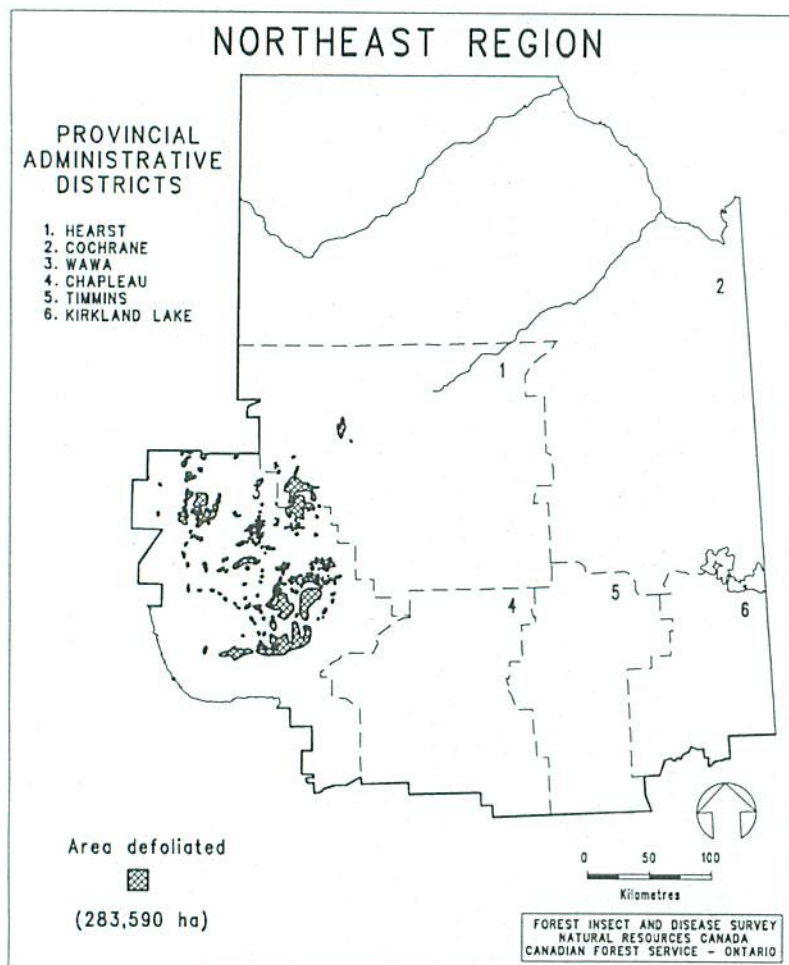 NORTHEAST REGION
PROVINCIAL
ADMINISTRATIVE
DISTRICTS
1. HEARST
2. COCHRANE
3. WAWA
4. CHAPLEAU
5. TIMMINS
6. KIRKLAND LAKE
2
1
3
4
5
6
Area defoliated
(283,590 ha)
0 50 100
Kilometres
FOREST INSECT AND DISEASE SURVEY
NATURAL RESOURCES CANADA
CANADIAN FOREST SERVICE - ONTARIO